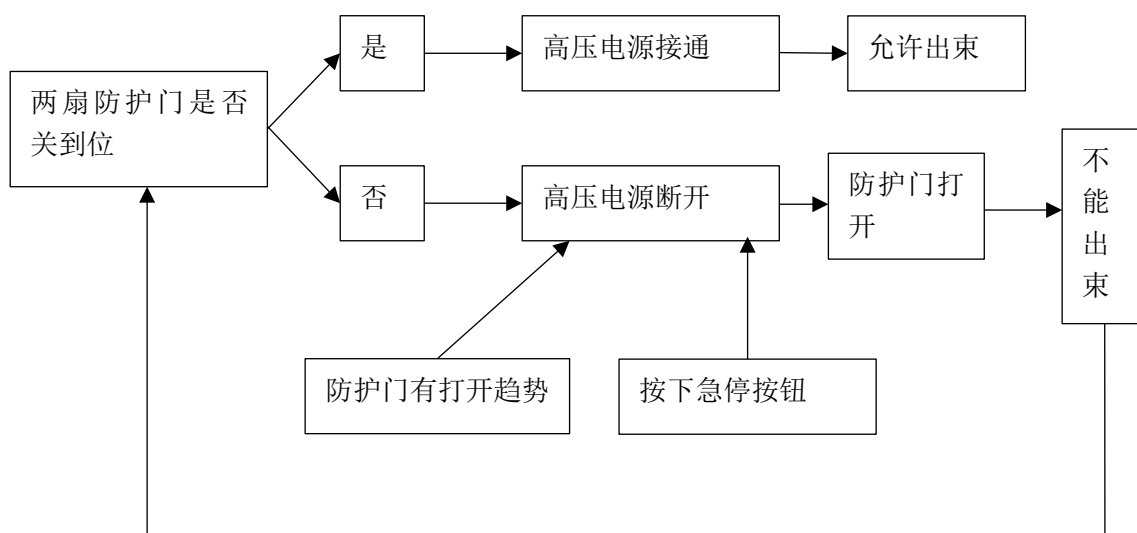 是
高压电源接通
允许出束
两扇防护门是否
关到位
否
高压电源断开
防护门打
开
不
能
出
束
防护门有打开趋势
按下急停按钮